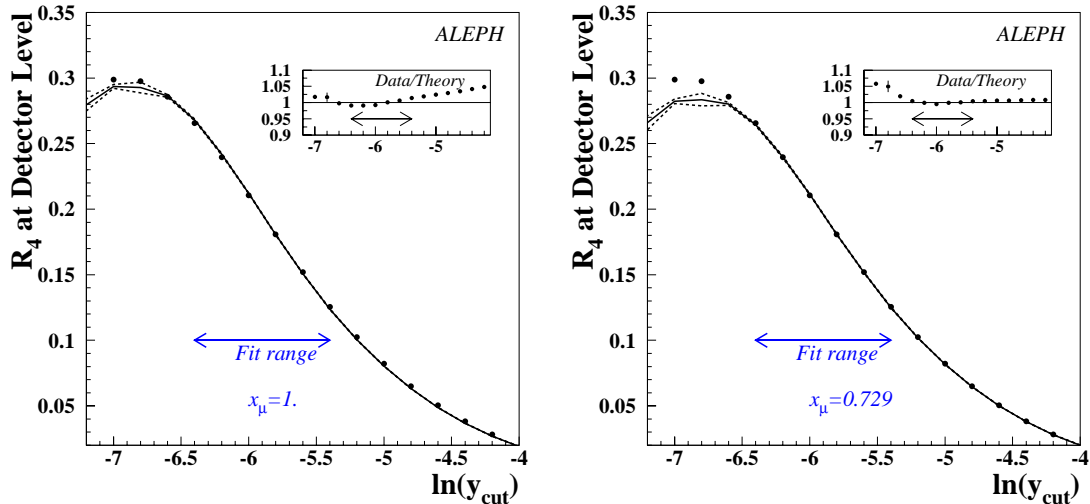 R4 at Detector Level
0.35
0.3
0.25
0.2
0.15
0.1
0.05
ALEPH
1.1
1.05
1
0.95
0.9
Data/Theory
-7 -6 -5
Fit range
xμ=1.
-7 -6.5 -6 -5.5 -5 -4.5 -4
ln(ycut)
R4 at Detector Level
0.35
0.3
0.25
0.2
0.15
0.1
0.05
ALEPH
1.1
1.05
1
0.95
0.9
Data/Theory
-7 -6 -5
Fit range
xμ=0.729
-7 -6.5 -6 -5.5 -5 -4.5 -4
ln(ycut)